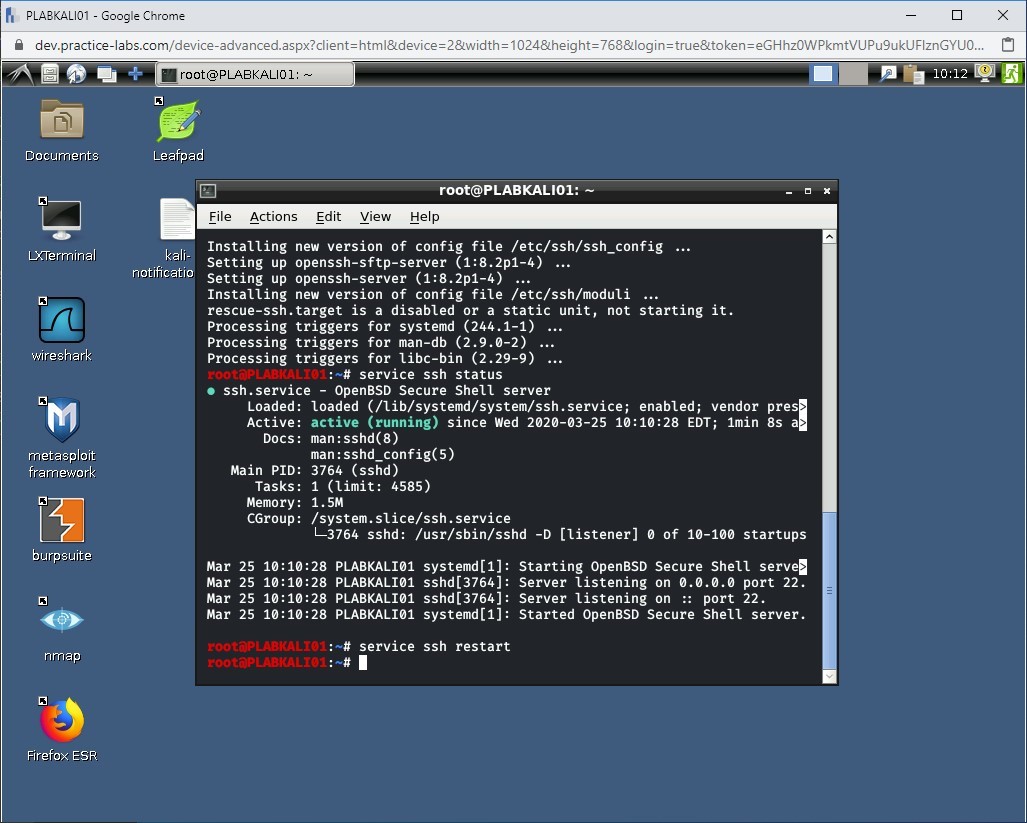 PLABKALI01 - Google Chrome
dev.practice-labs.com/device-advanced.aspx?client=html&device=2&width=1024&height=768&login=true&token=eGHhz0WPkmtVUPu9ukUFIznGYU0...
root@PLABKALI01: ~
10:12
Documents
Leafpad
LXTerminal
kali-
notificatio
wireshark
metasploit
framework
burpsuite
nmap
Firefox ESR
root@PLABKALI01: ~
File Actions Edit View Help
Installing new version of config file /etc/ssh/ssh_config ...
Setting up openssh-sftp-server (1:8.2p1-4) ...
Setting up openssh-server (1:8.2p1-4) ...
Installing new version of config file /etc/ssh/moduli ...
rescue-ssh.target is a disabled or a static unit, not starting it.
Processing triggers for systemd (244.1-1) ...
Processing triggers for man-db (2.9.0-2) ...
Processing triggers for libc-bin (2.29-9) ...
root@PLABKALI01:~# service ssh status
● ssh.service - OpenBSD Secure Shell server
Loaded: loaded (/lib/systemd/system/ssh.service; enabled; vendor pres>
Active: active (running) since Wed 2020-03-25 10:10:28 EDT; 1min 8s a>
Docs: man:sshd(8)
man:sshd_config(5)
Main PID: 3764 (sshd)
Tasks: 1 (limit: 4585)
Memory: 1.5M
CGroup: /system.slice/ssh.service
└─3764 sshd: /usr/sbin/sshd -D [listener] 0 of 10-100 startups
Mar 25 10:10:28 PLABKALI01 systemd[1]: Starting OpenBSD Secure Shell serve>
Mar 25 10:10:28 PLABKALI01 sshd[3764]: Server listening on 0.0.0.0 port 22.
Mar 25 10:10:28 PLABKALI01 sshd[3764]: Server listening on :: port 22.
Mar 25 10:10:28 PLABKALI01 systemd[1]: Started OpenBSD Secure Shell server.
root@PLABKALI01:~# service ssh restart
root@PLABKALI01:~#